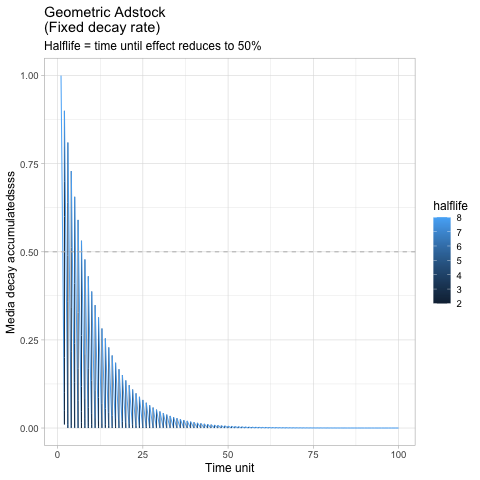 Geometric Adstock
(Fixed decay rate)
Halflife = time until effect reduces to 50%
1.00
0.75
0.50
0.25
0.00
Media decay accumulatedssss
0
25
50
75
100
Time unit
halflife
8
7
6
5
4
3
2